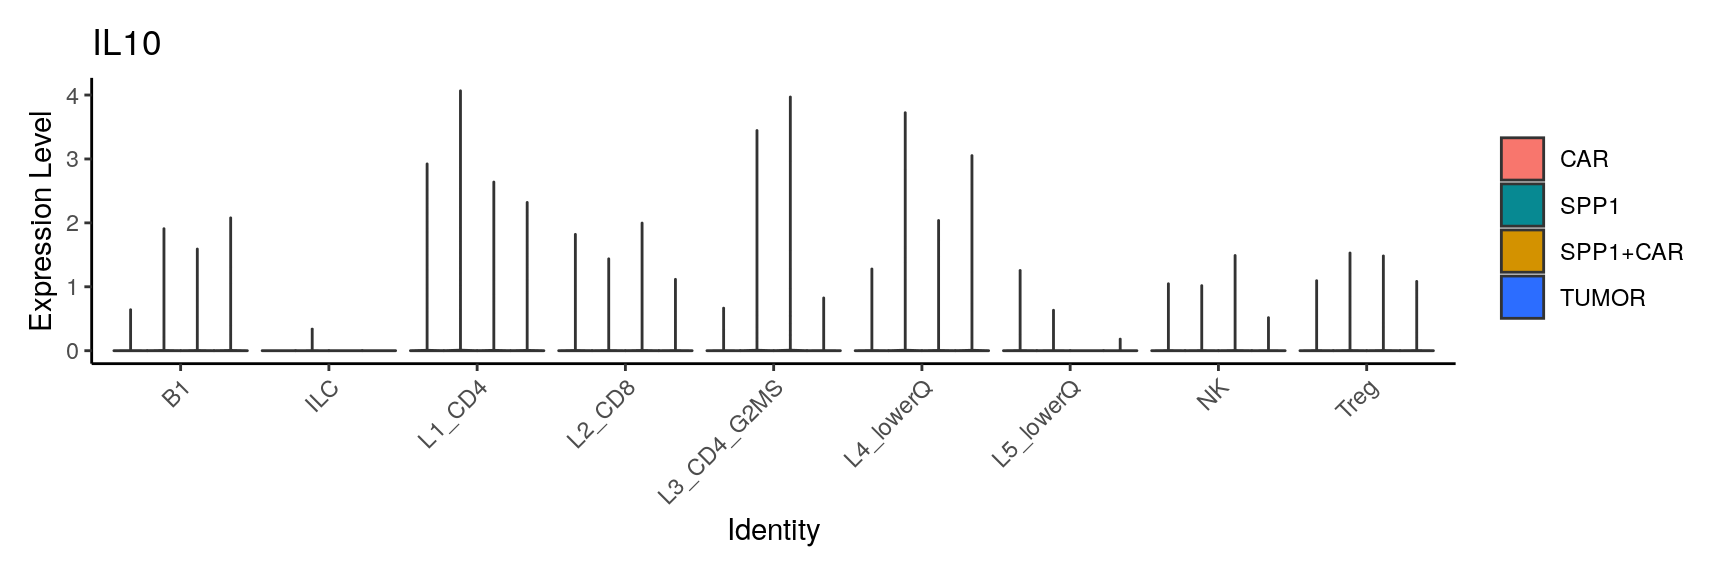 IL10
Expression Level
4
3
2
1
0
B1
ILC
L1_CD4
L2_CD8
L3_CD4_G2MS
L4_lowerQ
L5_lowerQ
NK
Treg
Identity
CAR
SPP1
SPP1+CAR
TUMOR